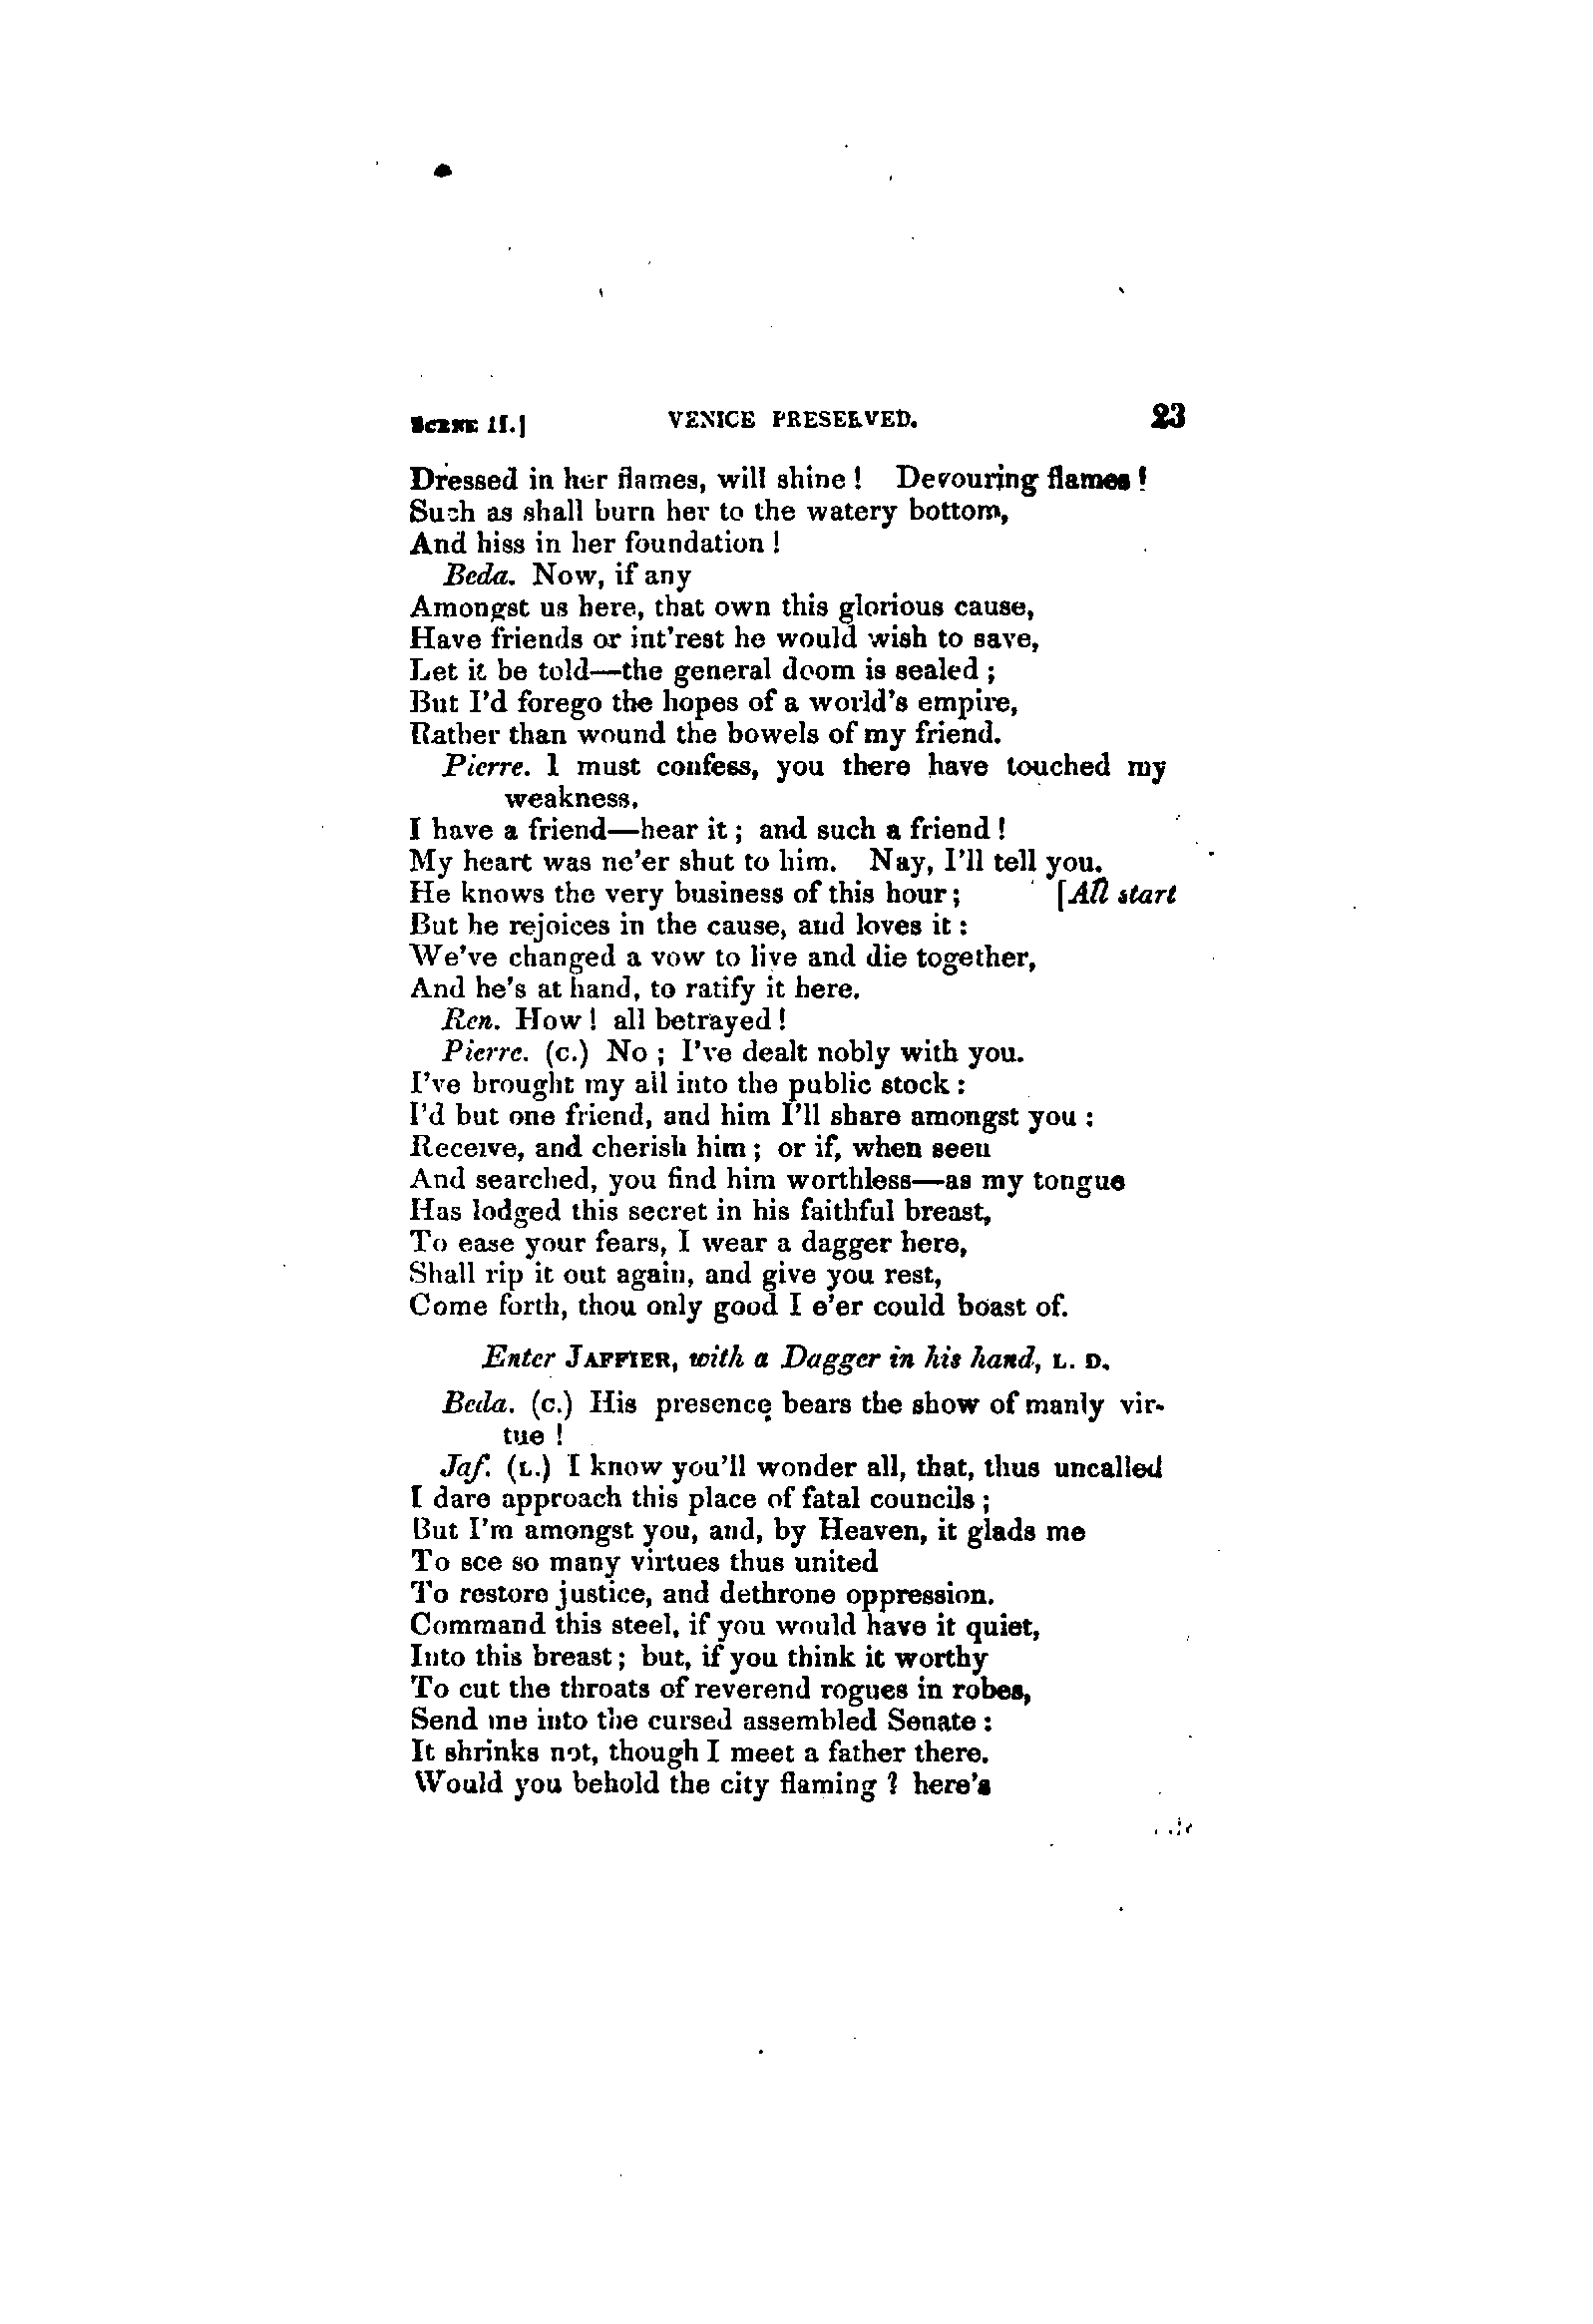 SCENE II.] VENICE PRESERVED. 23
Dressed in her flames, will shine! Devouring flames!
Such as shall burn her to the watery bottom,
And hiss in her foundation!
Beda. Now, if any
Amongst us here, that own this glorious cause,
Have friends or int'rest he would wish to save,
Let it be told—the general doom is sealed;
But I'd forego the hopes of a world's empire,
Rather than wound the bowels of my friend.
Pierre. I must confess, you there have touched my
weakness.
I have a friend—hear it; and such a friend!
My heart was ne'er shut to him. Nay, I'll tell you.
He knows the very business of this hour; [All start
But he rejoices in the cause, and loves it:
We've changed a vow to live and die together,
And he's at hand, to ratify it here.
Ren. How! all betrayed!
Pierre. (C.) No; I've dealt nobly with you.
I've brought my all into the public stock:
I'd but one friend, and him I'll share amongst you:
Receive, and cherish him; or if, when seen
And searched, you find him worthless—as my tongue
Has lodged this secret in his faithful breast,
To ease your fears, I wear a dagger here,
Shall rip it out again, and give you rest,
Come forth, thou only good I e'er could boast of.
Enter JAFFIER, with a Dagger in his hand, L. D.
Beda. (C.) His presence bears the show of manly vir-
tue!
Jaf. (L.) I know you'll wonder all, that, thus uncalled
I dare approach this place of fatal councils;
But I'm amongst you, and, by Heaven, it glads me
To see so many virtues thus united
To restore justice, and dethrone oppression.
Command this steel, if you would have it quiet,
Into this breast; but, if you think it worthy
To cut the throats of reverend rogues in robes,
Send me into the cursed assembled Senate:
It shrinks not, though I meet a father there.
Would you behold the city flaming? here's